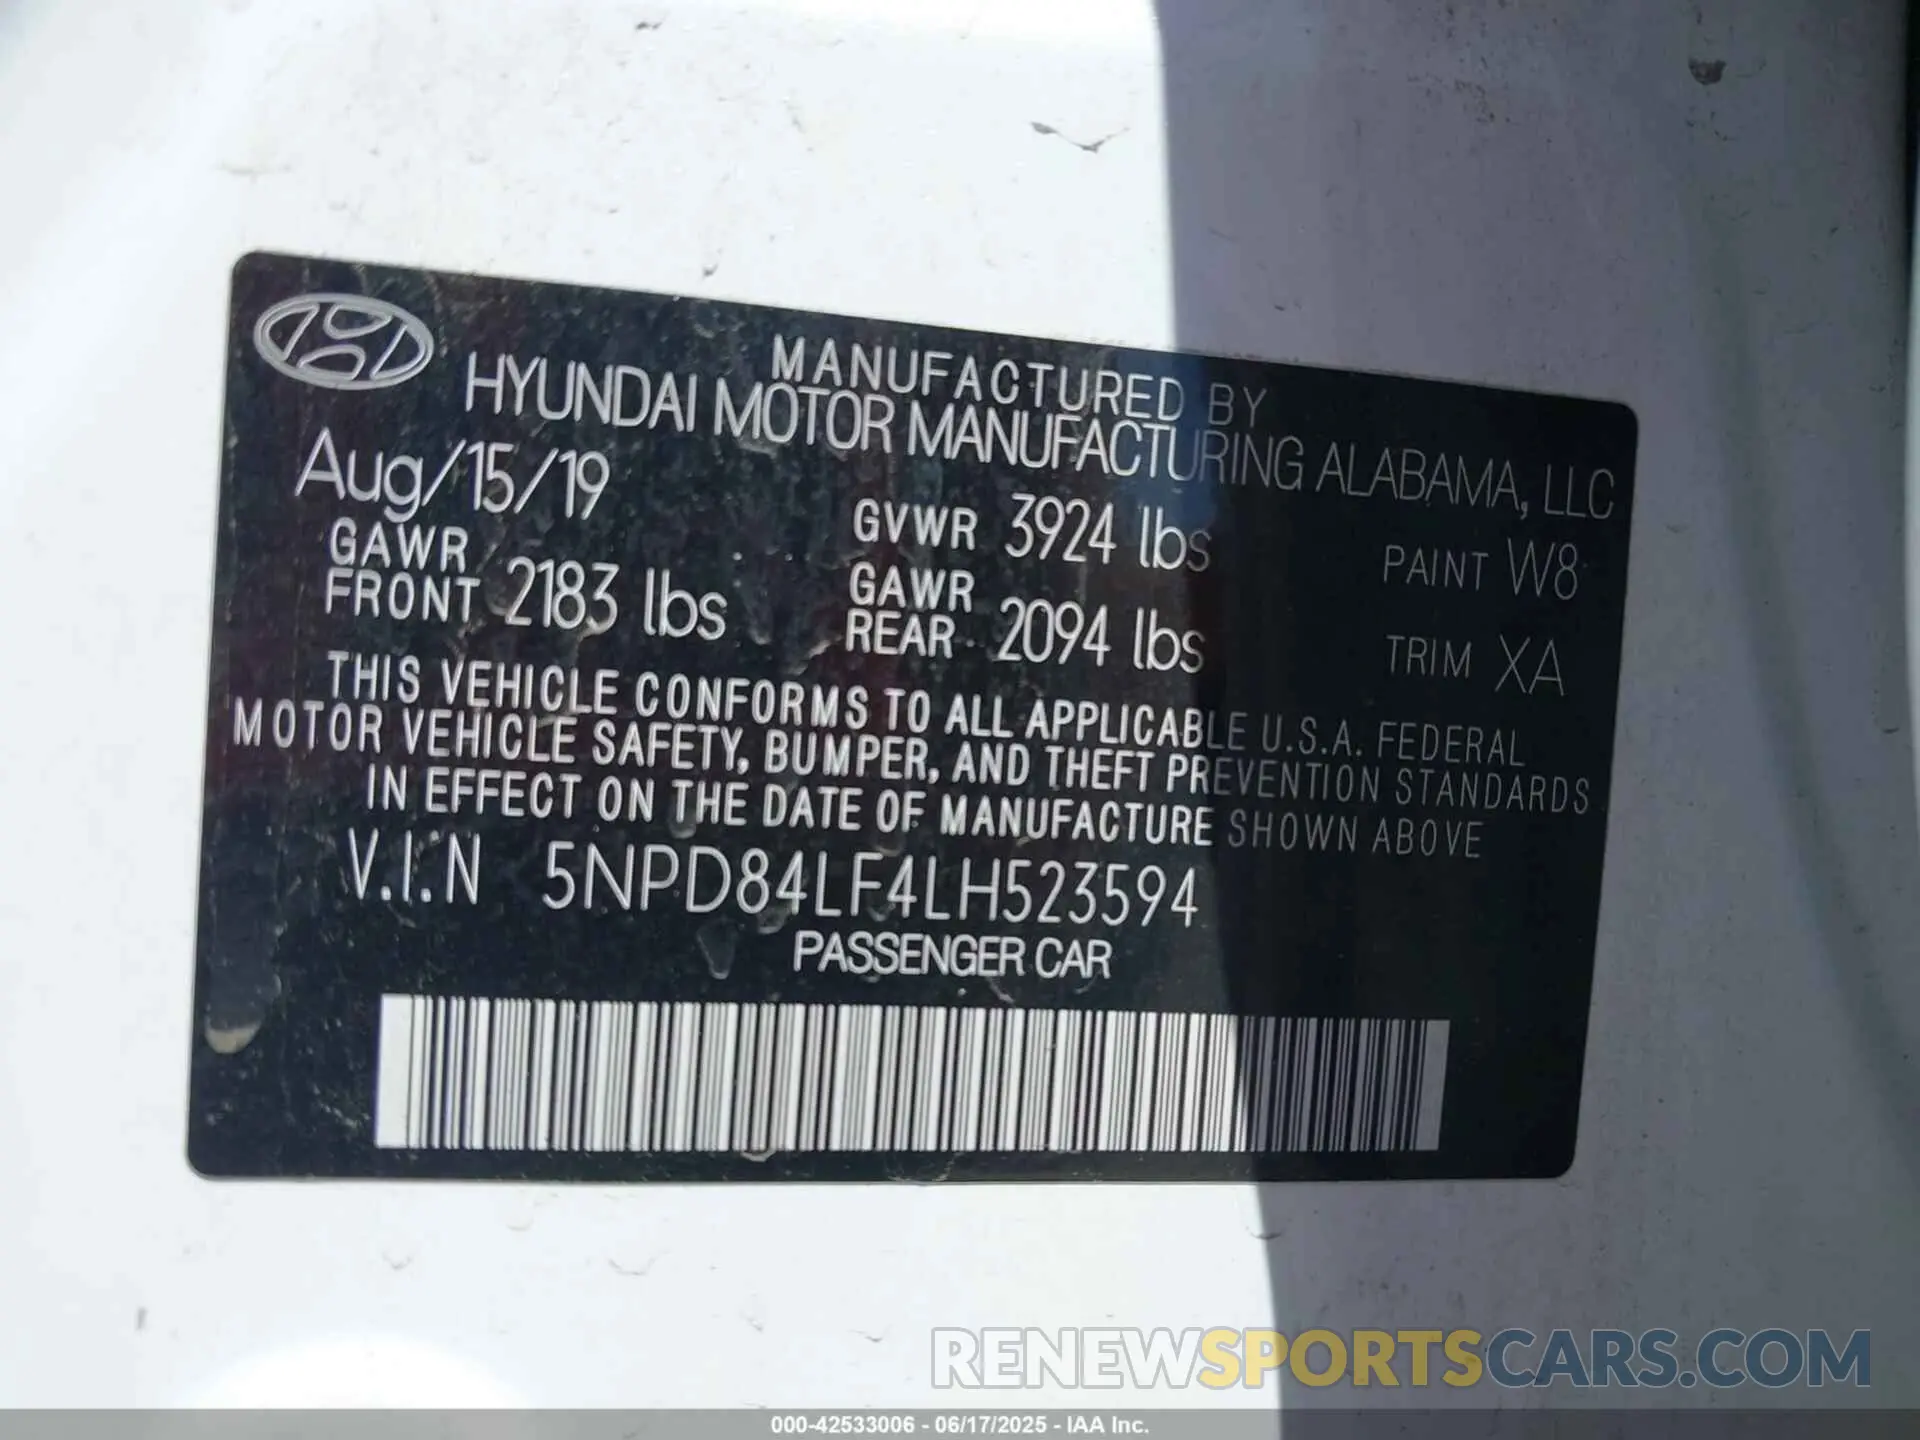 MANUFACTURED BY
HYUNDAI MOTOR MANUFACTURING ALABAMA, LLC
Aug/15/19 GVWR 3924 lbs PAINT W8
GAWR FRONT 2183 lbs GAWR REAR 2094 lbs TRIM XA
THIS VEHICLE CONFORMS TO ALL APPLICABLE U.S.A. FEDERAL
MOTOR VEHICLE SAFETY, BUMPER, AND THEFT PREVENTION STANDARDS
IN EFFECT ON THE DATE OF MANUFACTURE SHOWN ABOVE
V.I.N 5NPD84LF4LH523594
PASSENGER CAR
RENEWSPORTSCARS.COM
000-42533006 - 06/17/2025 - IAA Inc.